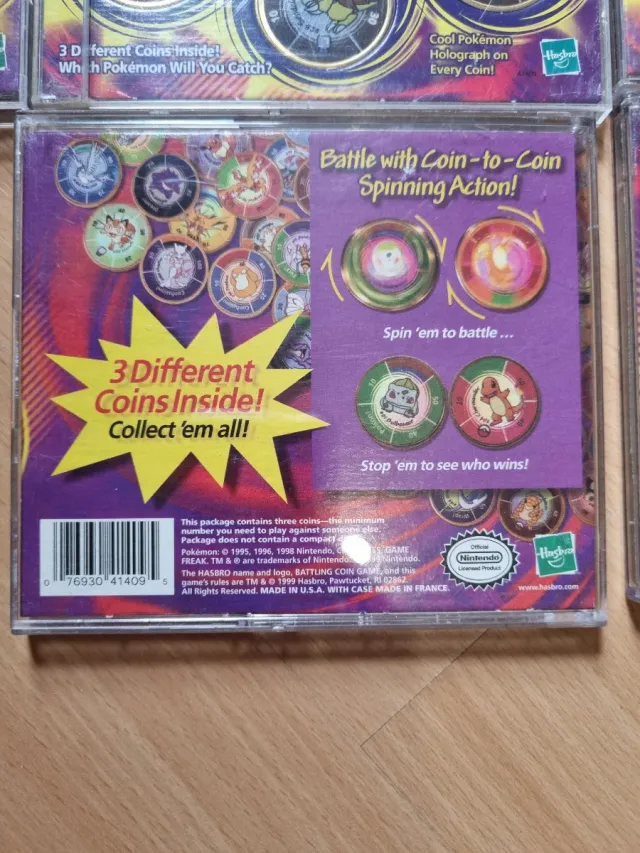 30
3 Different Coins Inside!
Which Pokémon Will You Catch?
Cool Pokémon
Hologram on
Every Coin!
Hasbro
Battle with Coin-to-Coin
Spinning Action!
Spin 'em to battle ...
Stop 'em to see who wins!
3 Different
Coins Inside!
Collect 'em all!
This package contains three coins—the minimum
number you need to play against someone else.
Package does not contain a compact
Pokémon: © 1995, 1996, 1998 Nintendo, GAME
FREAK. TM & ® are trademarks of Nintendo. Nintendo.
The HASBRO name and logo, BATTLING COIN GAME, and this
game's rules are TM & © 1999 Hasbro, Pawtucket, RI 02862.
All Rights Reserved. MADE IN U.S.A. WITH CASE MADE IN FRANCE.
0 76930 41409 5
Official
Nintendo
Licensed Product
Hasbro
www.hasbro.com